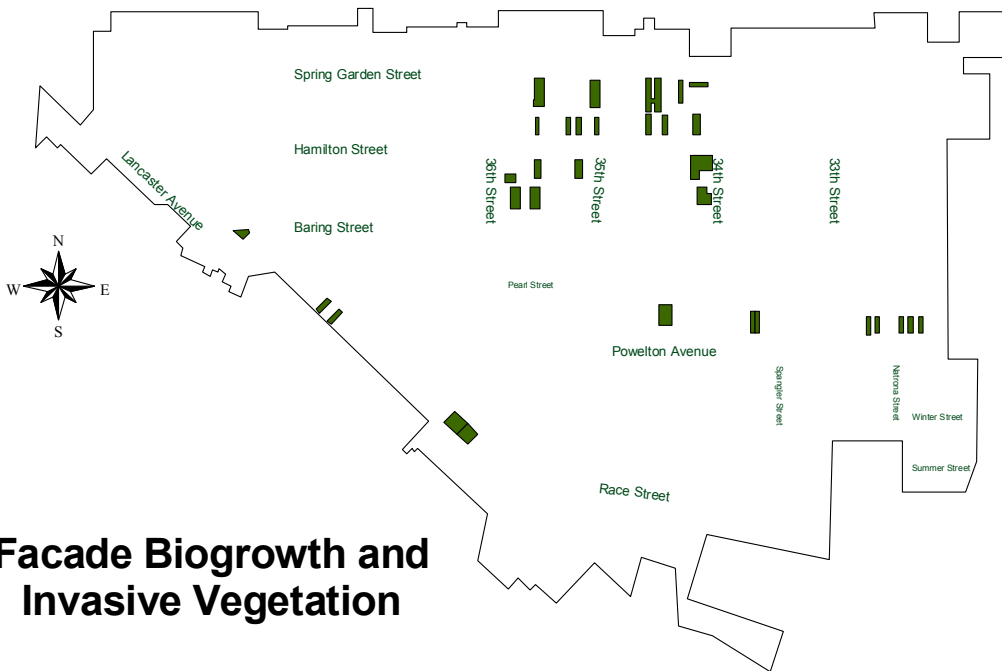 Spring Garden Street
Hamilton Street
Lancaster Avenue
36th Street
35th Street
34th Street
33th Street
Baring Street
N
W
E
S
Pearl Street
Powelton Avenue
Spangler Street
Natrona Street
Winter Street
Summer Street
Race Street
Facade Biogrowth and
Invasive Vegetation